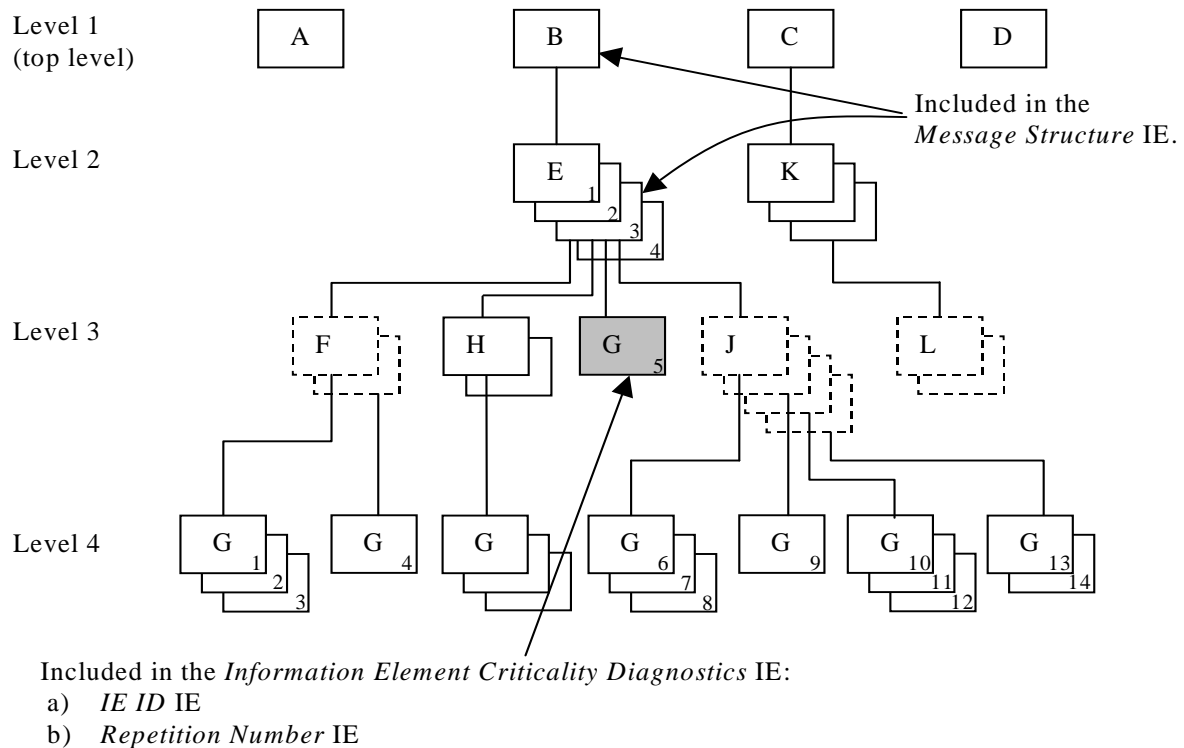 Level 1
(top level)
A
B
C
D
Included in the
Message Structure IE.
Level 2
E
1
2
3
4
K
Level 3
F
H
G
5
J
L
Level 4
G
1
2
3
G
4
G
G
6
7
8
G
9
G
10
11
12
G
13
14
Included in the Information Element Criticality Diagnostics IE:
a) IE ID IE
b) Repetition Number IE